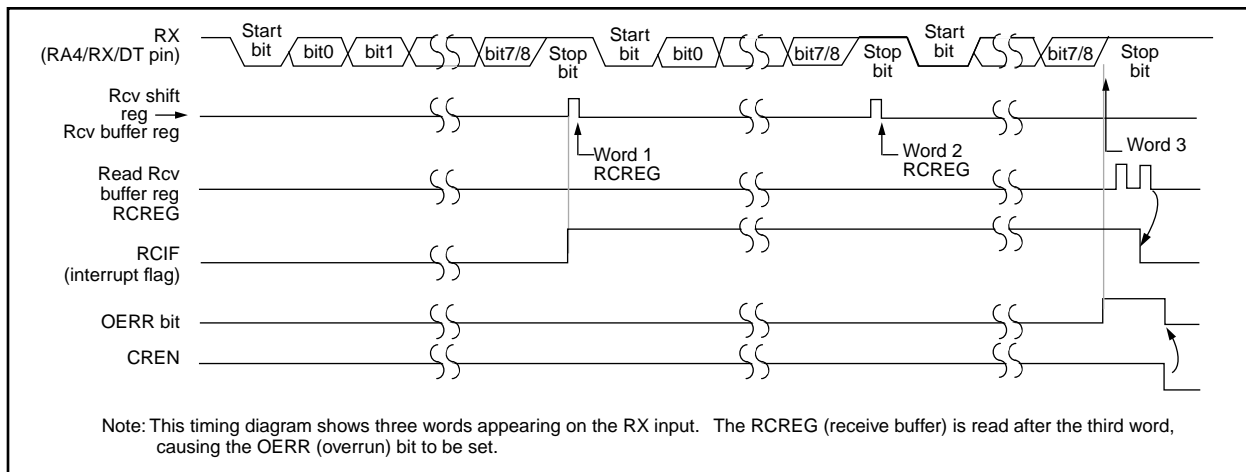 RX
(RA4/RX/DT pin)
Start
bit
bit0
bit1
bit7/8
Stop
bit
Start
bit
bit0
bit7/8
Stop
bit
Start
bit
bit7/8
Stop
bit
Rcv shift
reg
Rcv buffer reg
Word 1
RCREG
Word 2
RCREG
Word 3
Read Rcv
buffer reg
RCREG
RCIF
(interrupt flag)
OERR bit
CREN
Note: This timing diagram shows three words appearing on the RX input. The RCREG (receive buffer) is read after the third word,
causing the OERR (overrun) bit to be set.